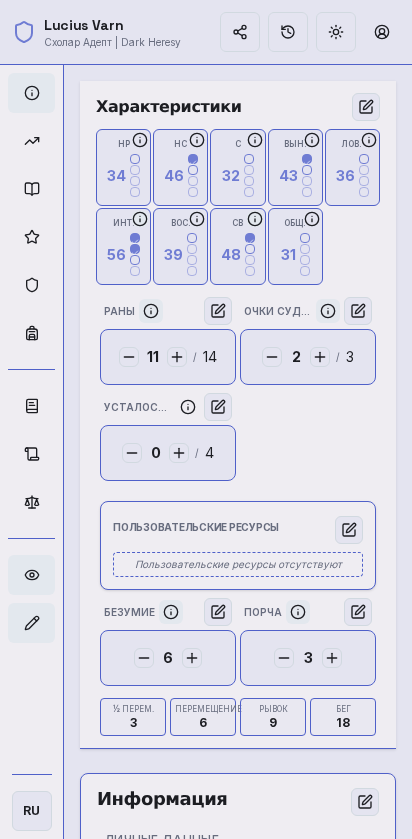 Lucius Varn
Схолар Адепт | Dark Heresy
Характеристики
НР НС С ВЫН. ЛОВ.
34 46 32 43 36
ИНТ ВОС. СВ ОБЩ.
56 39 48 31
РАНЫ ОЧКИ СУД...
11 / 14 2 / 3
УСТАЛОС...
0 / 4
ПОЛЬЗОВАТЕЛЬСКИЕ РЕСУРСЫ
Пользовательские ресурсы отсутствуют
БЕЗУМИЕ ПОРЧА
6 3
½ ПЕРЕМ. ПЕРЕМЕЩЕНИЕ РЫВОК БЕГ
3 6 9 18
Информация
ЛИЧНЫЕ ДАННЫЕ
RU